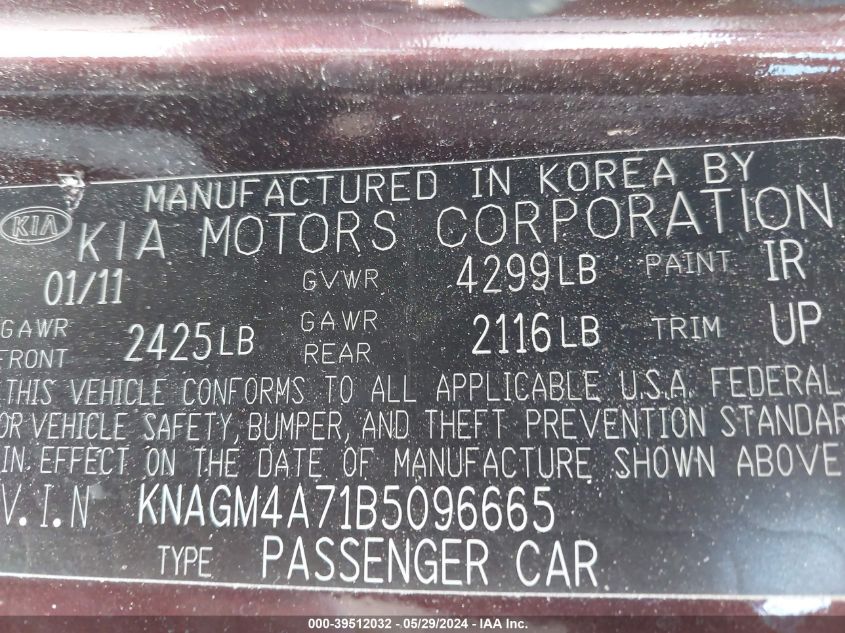 MANUFACTURED IN KOREA BY
KIA KIA MOTORS CORPORATION
01/11 GVWR 4299LB PAINT IR
GAWR FRONT 2425LB GAWR REAR 2116LB TRIM UP
THIS VEHICLE CONFORMS TO ALL APPLICABLE U.S.A. FEDERAL
OR VEHICLE SAFETY, BUMPER, AND THEFT PREVENTION STANDAR
IN EFFECT ON THE DATE OF MANUFACTURE SHOWN ABOVE
V.I.N KNAGM4A71B5096665
TYPE PASSENGER CAR
000-39512032 - 05/29/2024 - IAA Inc.